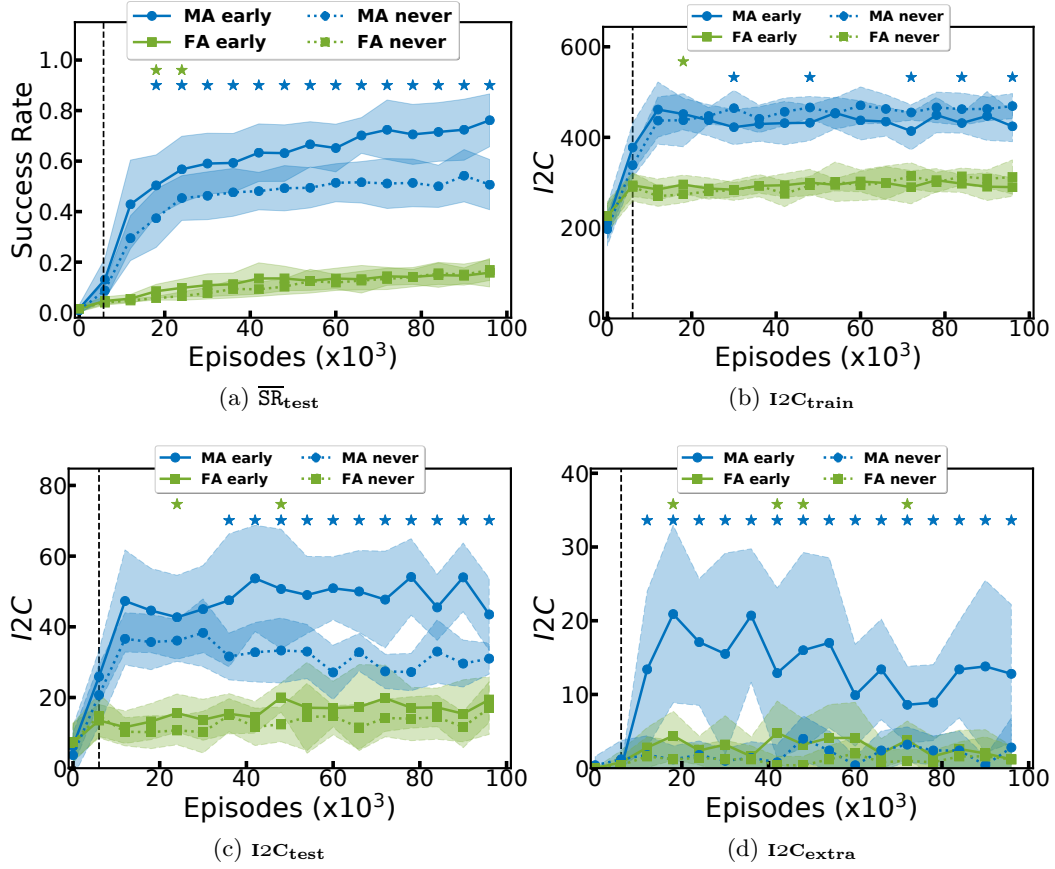 MA early MA never
FA early FA never
1.0
0.8
0.6
0.4
0.2
0.0
Success Rate
0 20 40 60 80 100
Episodes (x10³)
(a) SR̅test
MA early MA never
FA early FA never
600
400
200
0
I2C
0 20 40 60 80 100
Episodes (x10³)
(b) I2Ctrain
MA early MA never
FA early FA never
80
60
40
20
0
I2C
0 20 40 60 80 100
Episodes (x10³)
(c) I2Ctest
MA early MA never
FA early FA never
40
30
20
10
0
I2C
0 20 40 60 80 100
Episodes (x10³)
(d) I2Cextra